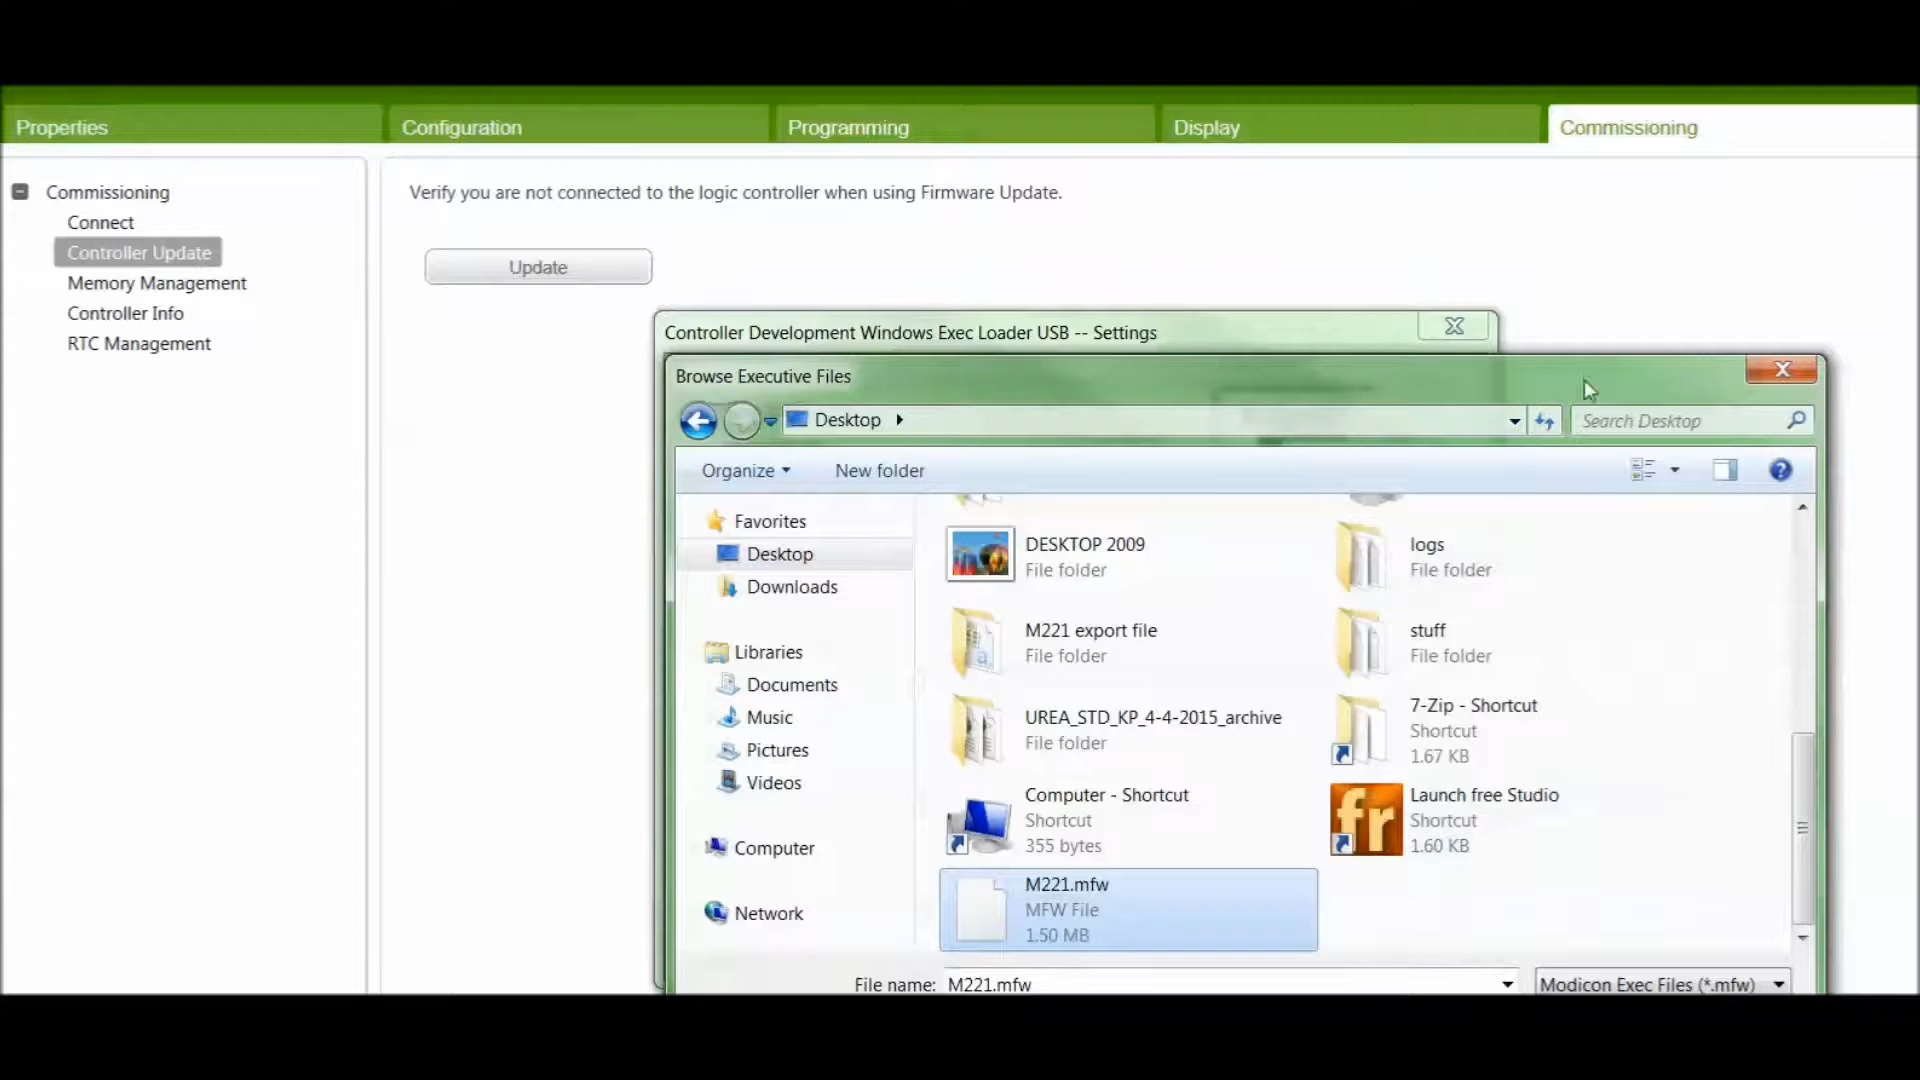 Properties
Configuration
Programming
Display
Commissioning
Commissioning
Connect
Controller Update
Memory Management
Controller Info
RTC Management
Verify you are not connected to the logic controller when using Firmware Update.
Update
Controller Development Windows Exec Loader USB -- Settings
Browse Executive Files
Desktop
Search Desktop
Organize
New folder
Favorites
Desktop
Downloads
Libraries
Documents
Music
Pictures
Videos
Computer
Network
DESKTOP 2009
File folder
logs
File folder
M221 export file
File folder
stuff
File folder
UREA_STD_KP_4-4-2015_archive
File folder
7-Zip - Shortcut
Shortcut
1.67 KB
Computer - Shortcut
Shortcut
355 bytes
fr
Launch free Studio
Shortcut
1.60 KB
M221.mfw
MFW File
1.50 MB
File name: M221.mfw
Modicon Exec Files (*.mfw)